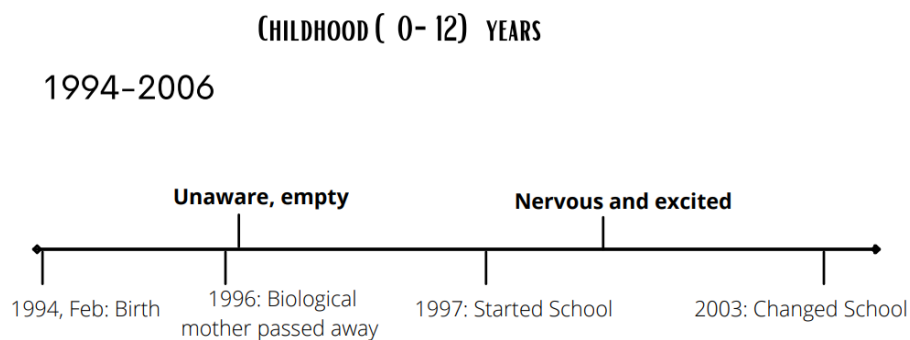 Childhood ( 0- 12) years
1994-2006
Unaware, empty
Nervous and excited
1994, Feb: Birth
1996: Biological
mother passed away
1997: Started School
2003: Changed School